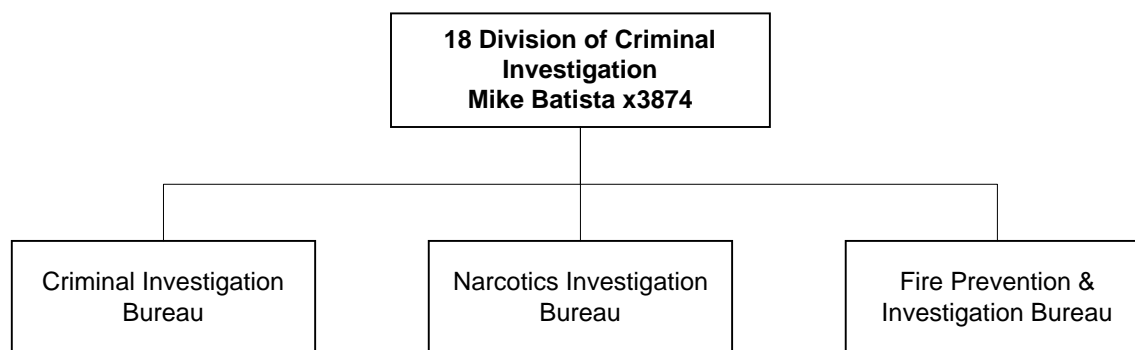 18 Division of Criminal
Investigation
Mike Batista x3874
Criminal Investigation
Bureau
Narcotics Investigation
Bureau
Fire Prevention &
Investigation Bureau